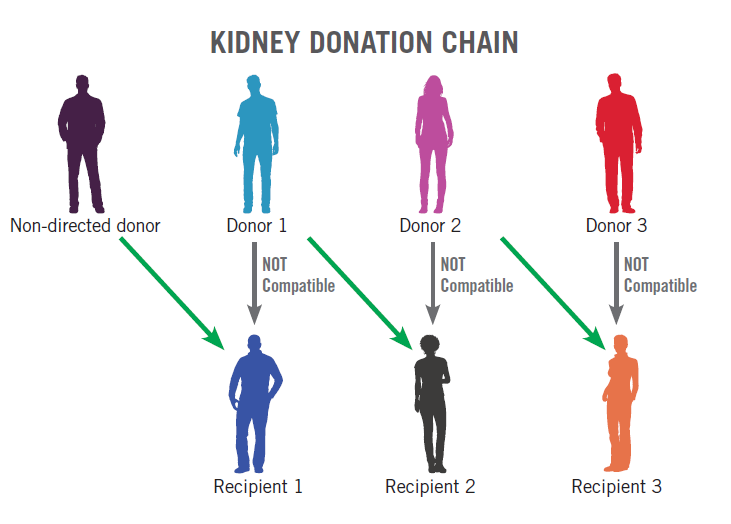 KIDNEY DONATION CHAIN
Non-directed donor
Donor 1
Donor 2
Donor 3
NOT
Compatible
NOT
Compatible
NOT
Compatible
Recipient 1
Recipient 2
Recipient 3